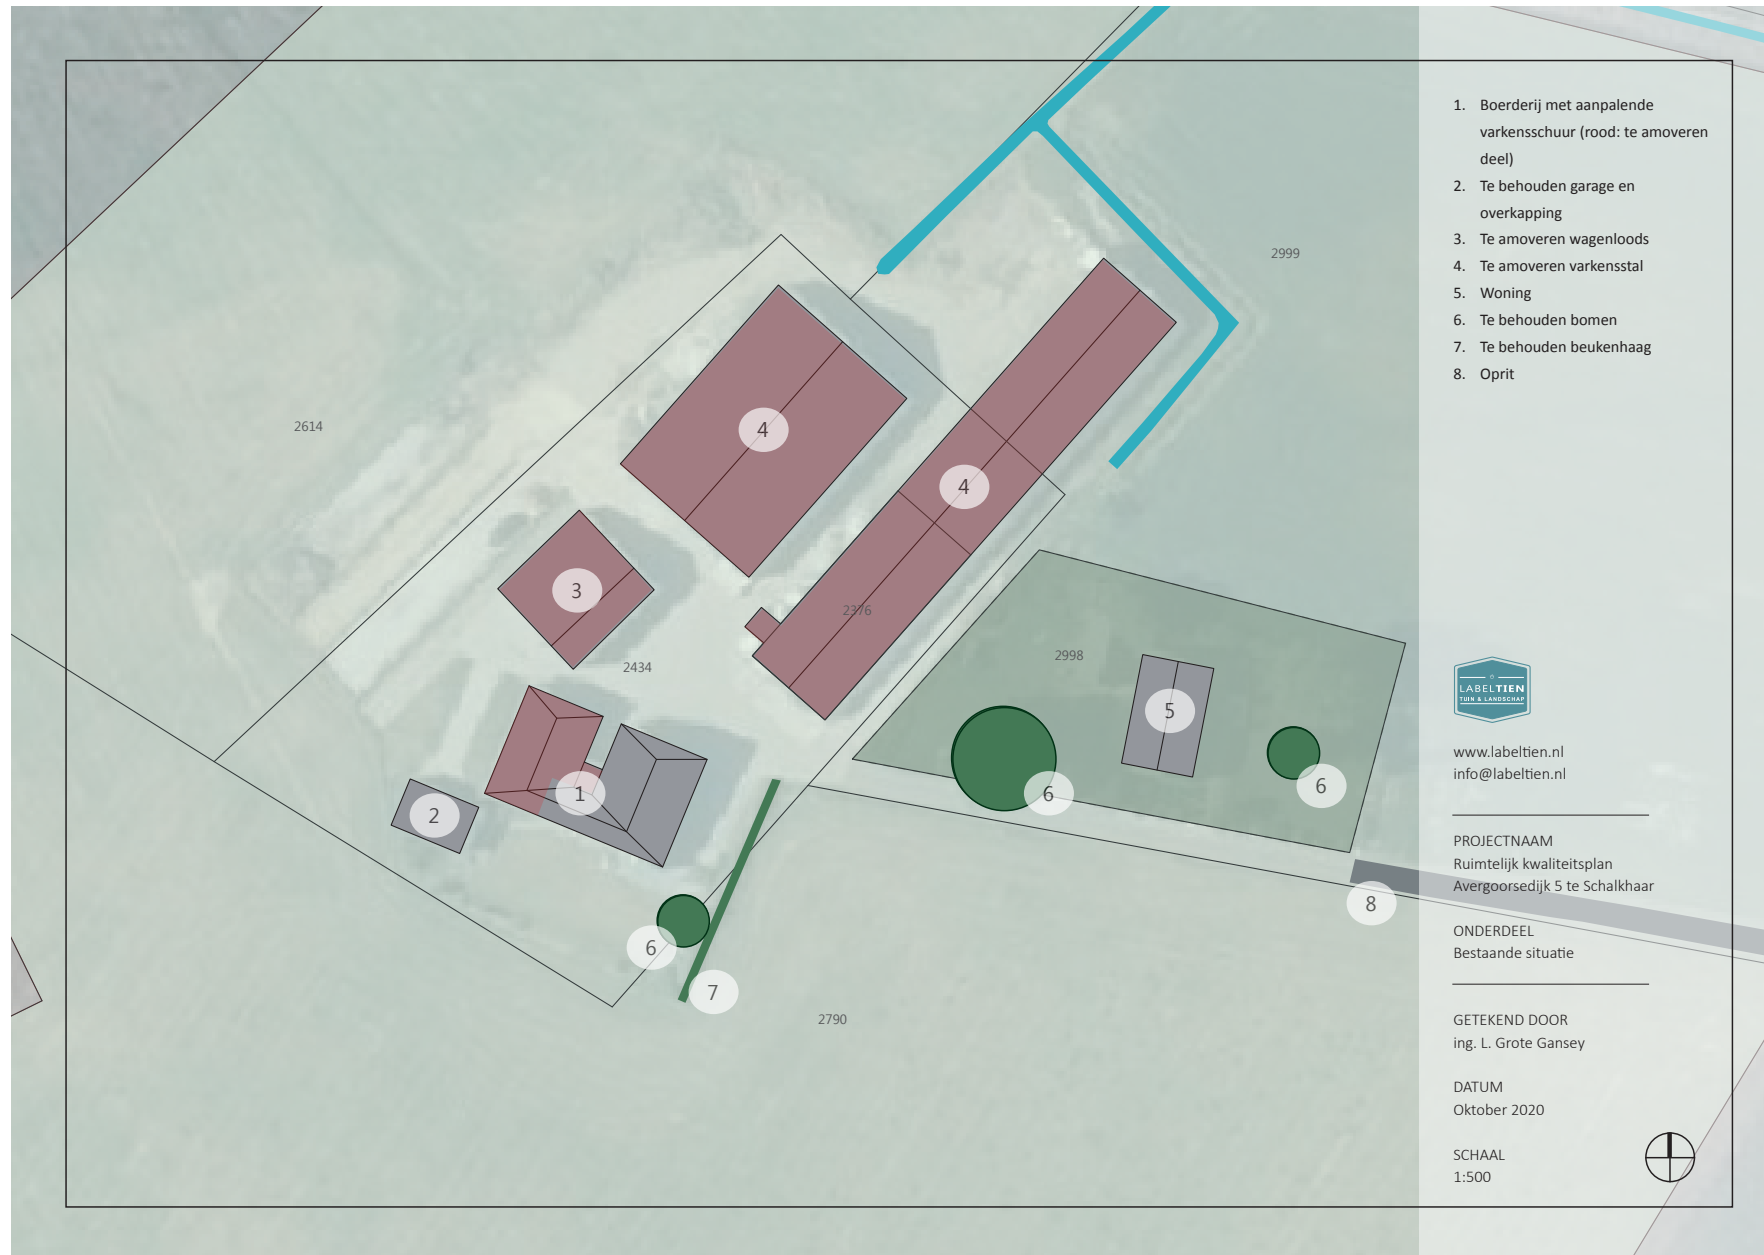 2999
2614
4
4
3
2376
2434
2998
5
1
2
6
6
8
6
7
2790
1. Boerderij met aanpalende
varkensschuur (rood: te amoveren
deel)
2. Te behouden garage en
overkapping
3. Te amoveren wagenloods
4. Te amoveren varkensstal
5. Woning
6. Te behouden bomen
7. Te behouden beukenhaag
8. Oprit
LABELTIEN
TUIN & LANDSCHAP
www.labeltien.nl
info@labeltien.nl
PROJECTNAAM
Ruimtelijk kwaliteitsplan
Avergoorsedijk 5 te Schalkhaar
ONDERDEEL
Bestaande situatie
GETEKEND DOOR
ing. L. Grote Gansey
DATUM
Oktober 2020
SCHAAL
1:500